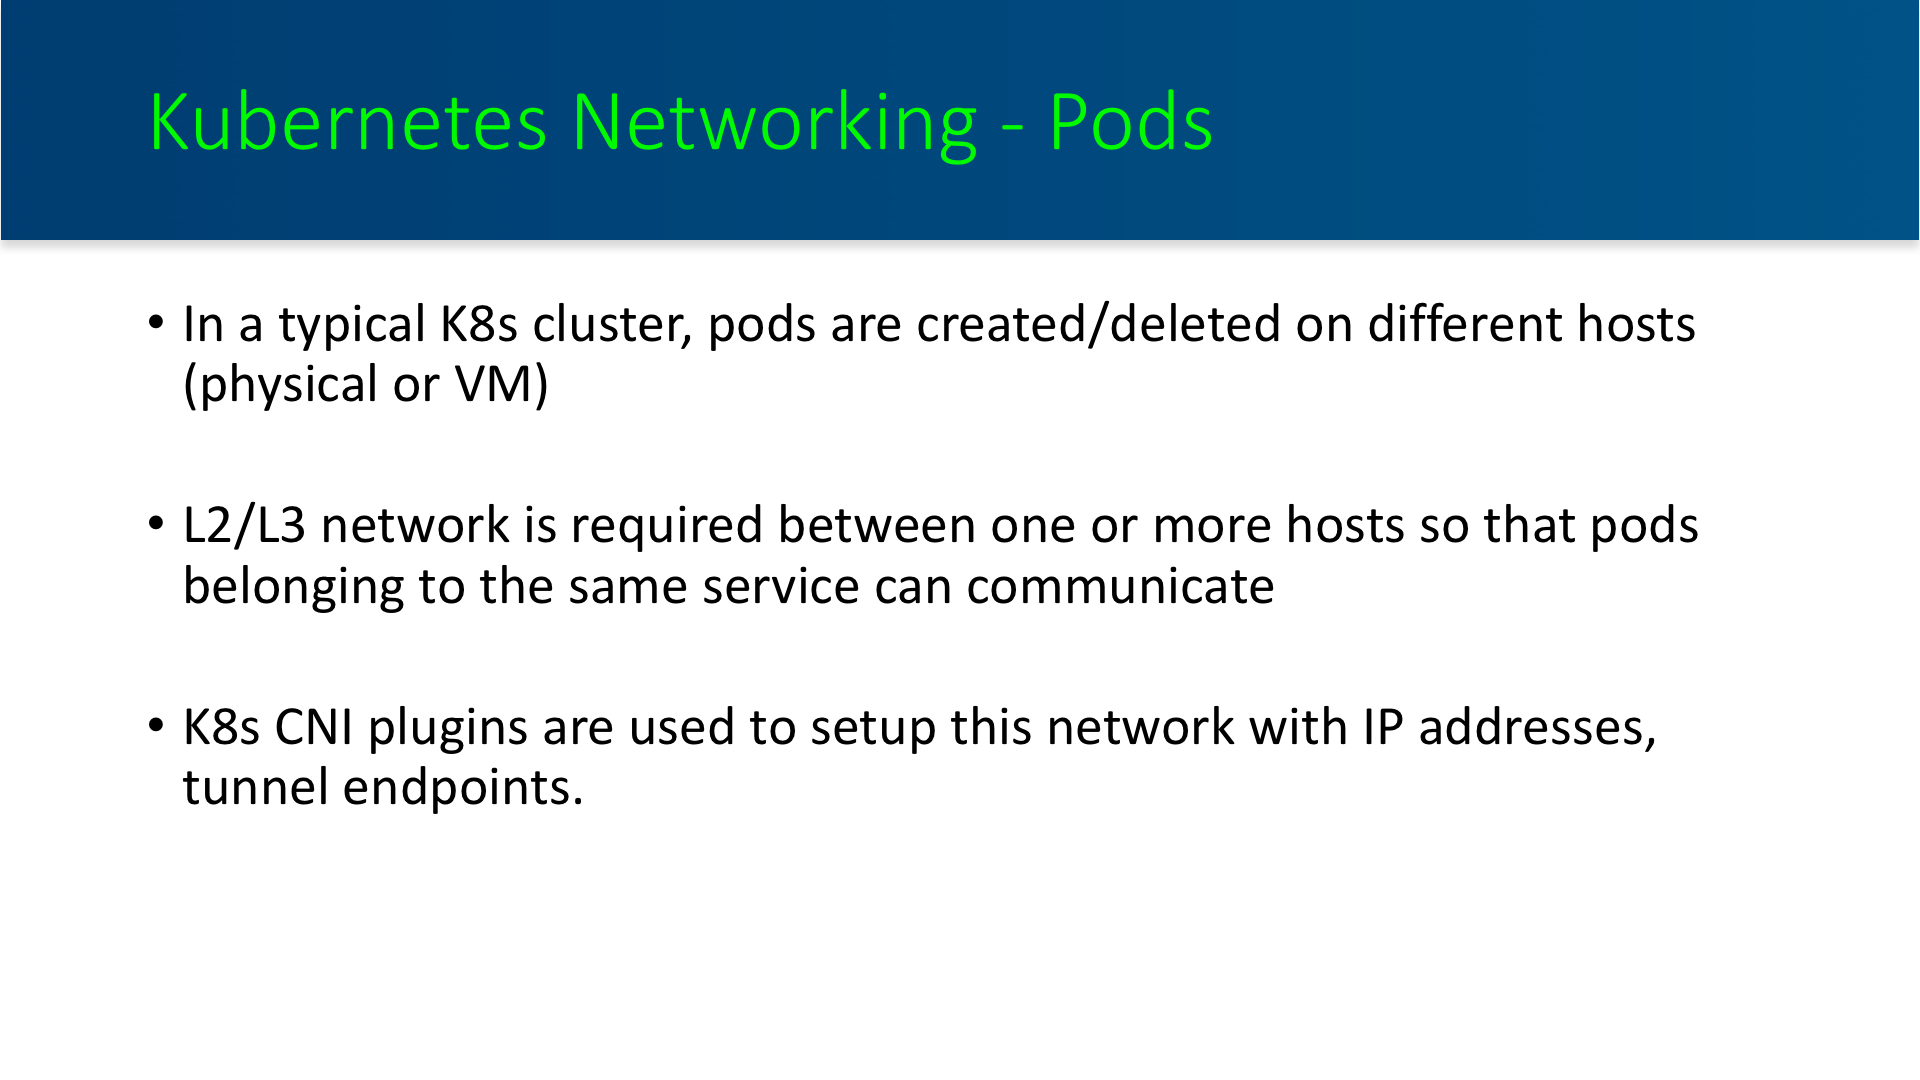 Kubernetes Networking - Pods
• In a typical K8s cluster, pods are created/deleted on different hosts
(physical or VM)
• L2/L3 network is required between one or more hosts so that pods
belonging to the same service can communicate
• K8s CNI plugins are used to setup this network with IP addresses,
tunnel endpoints.